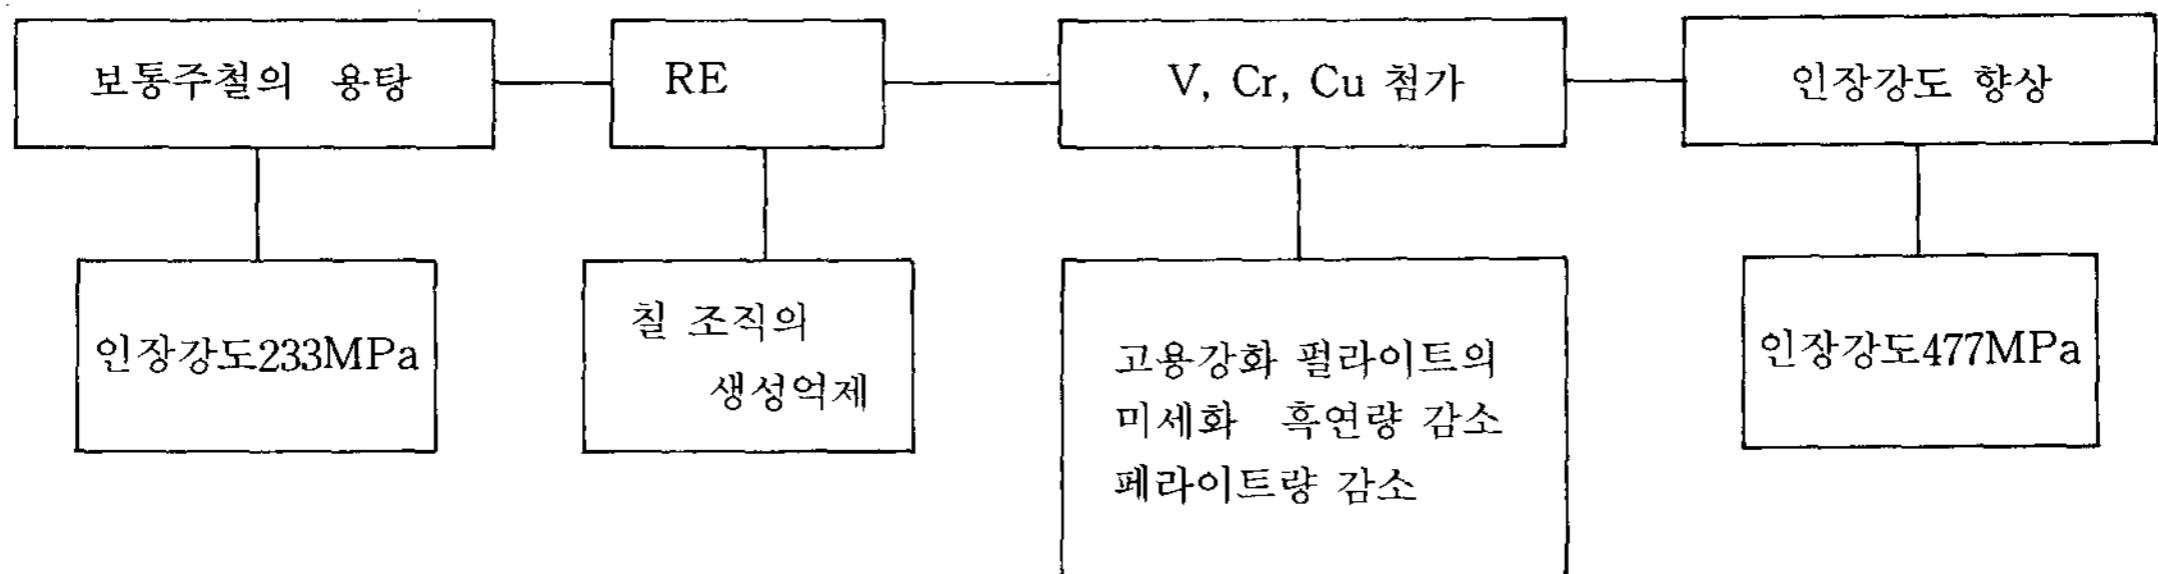 보통주철의 용탕
RE
V, Cr, Cu 첨가
인장강도 향상
인장강도233MPa
칠 조직의
생성억제
고용강화 펄라이트의
미세화 흑연량 감소
페라이트량 감소
인장강도477MPa